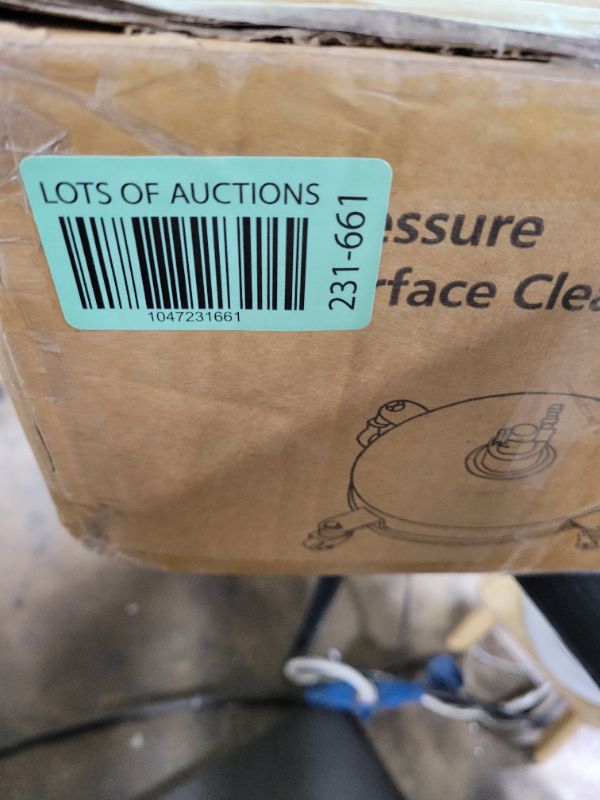 LOTS OF AUCTIONS
1047231661
231-661
essure
rface Clea